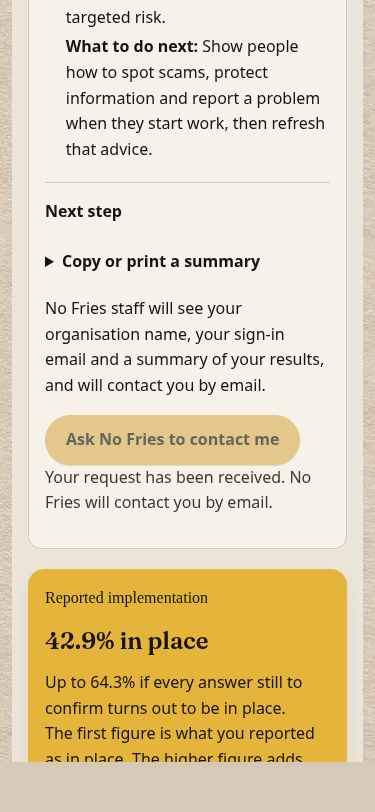 targeted risk.
What to do next: Show people
how to spot scams, protect
information and report a problem
when they start work, then refresh
that advice.
Next step
Copy or print a summary
No Fries staff will see your
organisation name, your sign-in
email and a summary of your results,
and will contact you by email.
Ask No Fries to contact me
Your request has been received. No
Fries will contact you by email.
Reported implementation
42.9% in place
Up to 64.3% if every answer still to
confirm turns out to be in place.
The first figure is what you reported
as in place. The higher figure adds